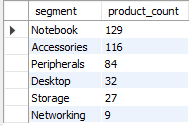 segment product_count
Notebook 129
Accessories 116
Peripherals 84
Desktop 32
Storage 27
Networking 9